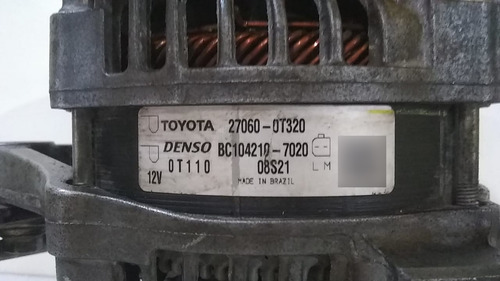 TOYOTA 27060-0T320
DENSO BC104210-7020
0T110 08S21 L M
12V MADE IN BRAZIL